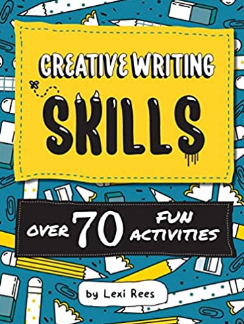 CREATIVE WRITING
SKILLS
OVER 70 FUN
ACTIVITIES
by Lexi Rees